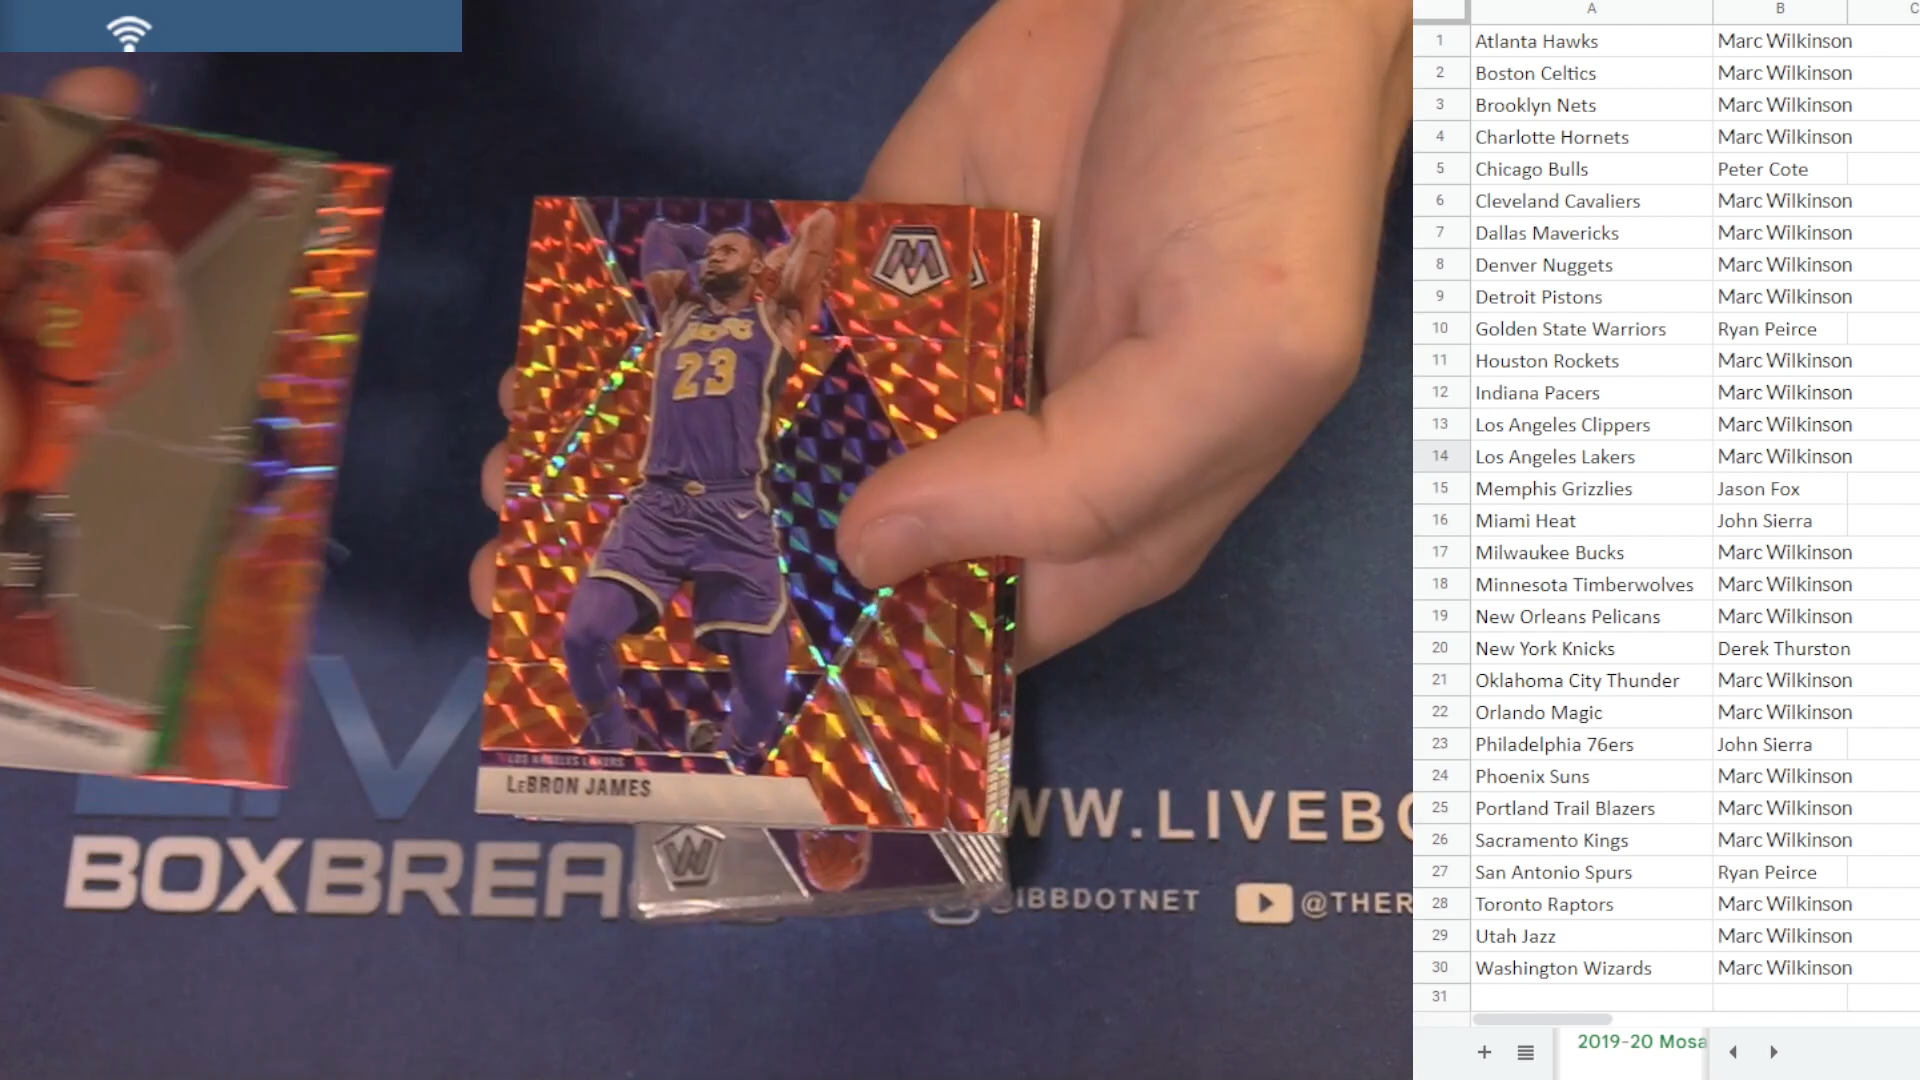 LAKERS
23
LOS ANGELES LAKERS
LEBRON JAMES
LIV
BOXBREA
WWW.LIVEBO
IBBDOTNET
@THER
A B C
1 Atlanta Hawks Marc Wilkinson
2 Boston Celtics Marc Wilkinson
3 Brooklyn Nets Marc Wilkinson
4 Charlotte Hornets Marc Wilkinson
5 Chicago Bulls Peter Cote
6 Cleveland Cavaliers Marc Wilkinson
7 Dallas Mavericks Marc Wilkinson
8 Denver Nuggets Marc Wilkinson
9 Detroit Pistons Marc Wilkinson
10 Golden State Warriors Ryan Peirce
11 Houston Rockets Marc Wilkinson
12 Indiana Pacers Marc Wilkinson
13 Los Angeles Clippers Marc Wilkinson
14 Los Angeles Lakers Marc Wilkinson
15 Memphis Grizzlies Jason Fox
16 Miami Heat John Sierra
17 Milwaukee Bucks Marc Wilkinson
18 Minnesota Timberwolves Marc Wilkinson
19 New Orleans Pelicans Marc Wilkinson
20 New York Knicks Derek Thurston
21 Oklahoma City Thunder Marc Wilkinson
22 Orlando Magic Marc Wilkinson
23 Philadelphia 76ers John Sierra
24 Phoenix Suns Marc Wilkinson
25 Portland Trail Blazers Marc Wilkinson
26 Sacramento Kings Marc Wilkinson
27 San Antonio Spurs Ryan Peirce
28 Toronto Raptors Marc Wilkinson
29 Utah Jazz Marc Wilkinson
30 Washington Wizards Marc Wilkinson
31
2019-20 Mosa